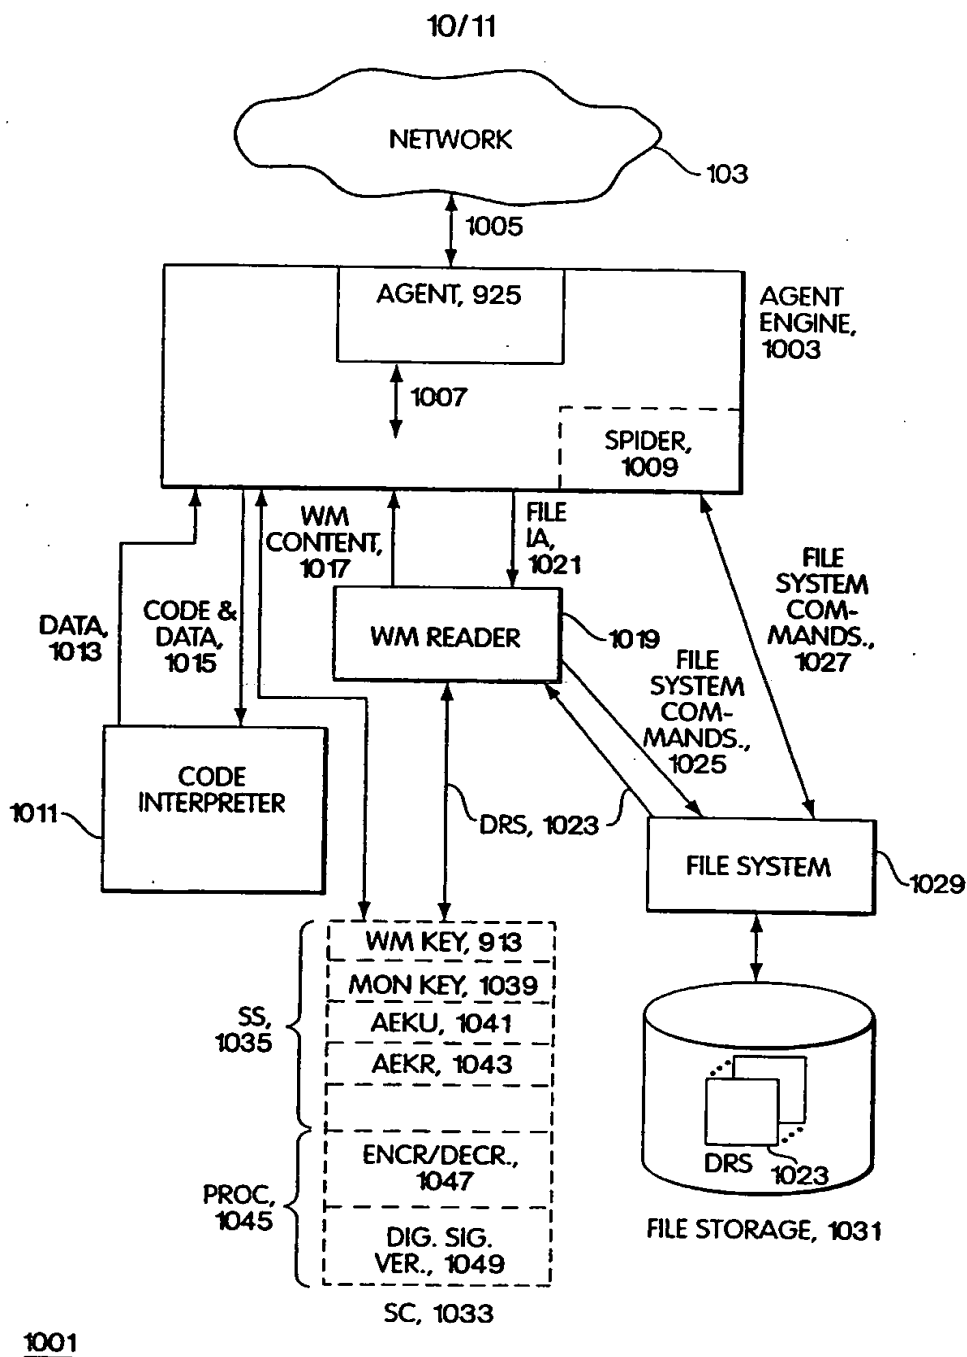 10/11
NETWORK
103
1005
AGENT, 925
AGENT
ENGINE,
1003
1007
SPIDER,
1009
WM
CONTENT,
1017
FILE
IA,
1021
FILE
SYSTEM
COM-
MANDS.,
1027
DATA,
1013
CODE &
DATA,
1015
WM READER
1019
FILE
SYSTEM
COM-
MANDS.,
1025
CODE
INTERPRETER
1011
DRS, 1023
FILE SYSTEM
1029
WM KEY, 913
MON KEY, 1039
SS,
1035
AEKU, 1041
AEKR, 1043
ENCR/DECR.,
1047
PROC,
1045
DIG. SIG.
VER., 1049
SC, 1033
DRS
1023
FILE STORAGE, 1031
1001